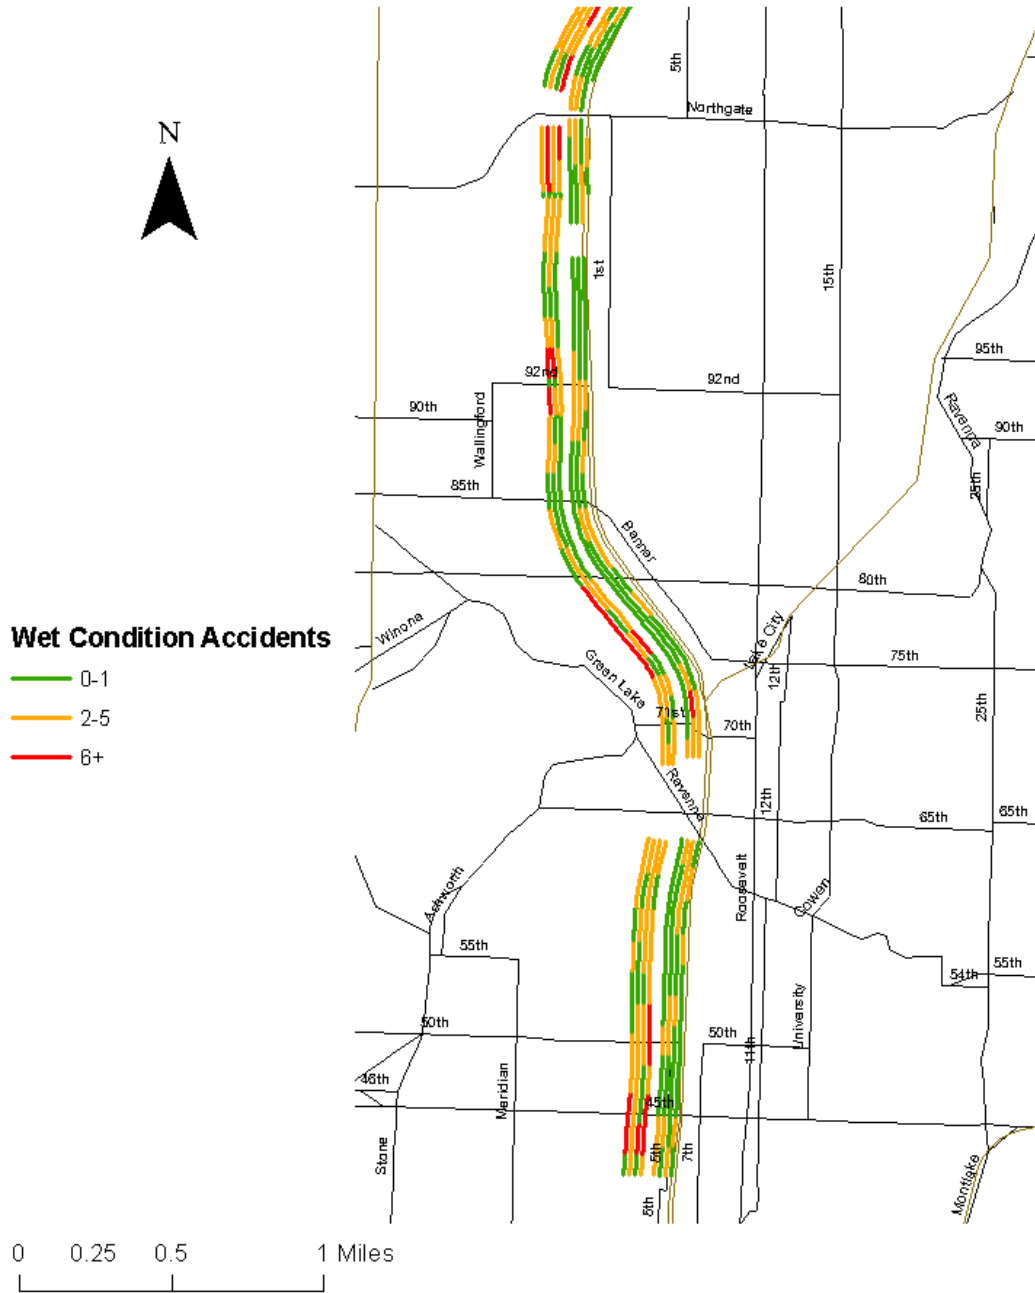 5th
Northgate
N
1st
15th
95th
92nd
92nd
90th
Ravenna
90th
Wallingford
85th
25th
Banner
80th
Winona
Lake City
Wet Condition Accidents
0-1
2-5
6+
Green Lake
75th
12th
71st
70th
25th
Ravenna
12th
65th
65th
Ashworth
Roosevelt
Cowen
55th
54th
55th
University
50th
50th
11th
46th
Meridian
45th
Stone
5th
7th
Montlake
5th
0 0.25 0.5 1 Miles